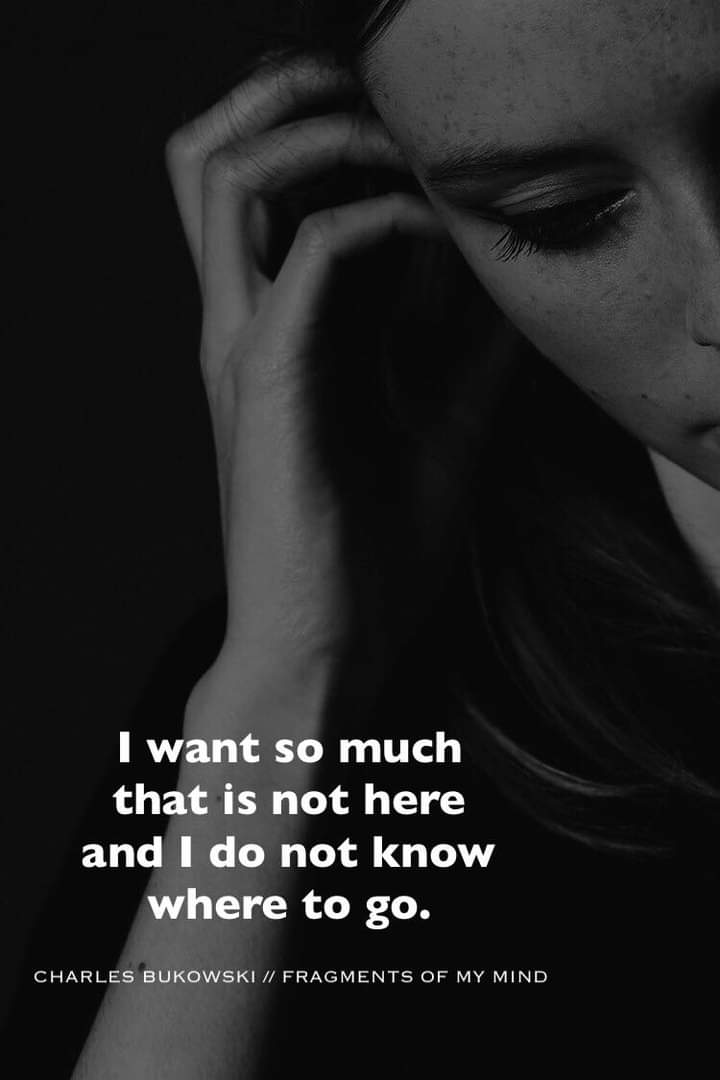 I want so much
that is not here
and I do not know
where to go.
CHARLES BUKOWSKI // FRAGMENTS OF MY MIND